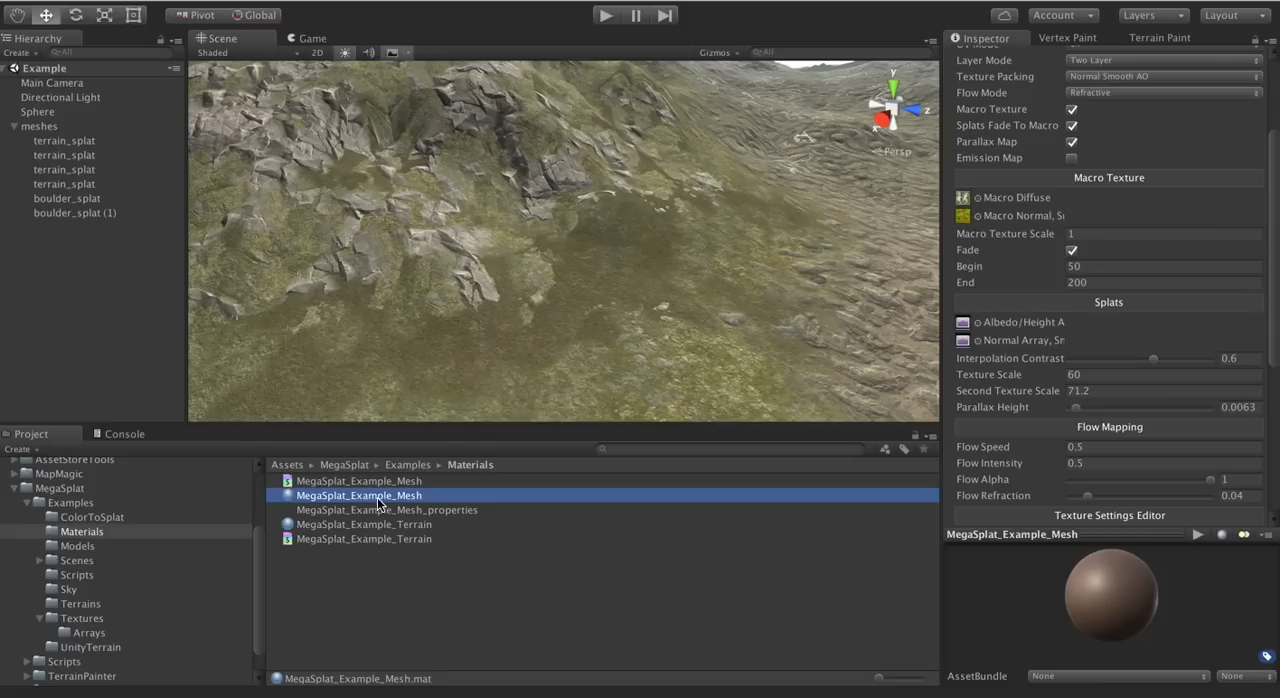 Pivot Global Account Layers Layout
Hierarchy
Create All
Example
Main Camera
Directional Light
Sphere
meshes
terrain_splat
terrain_splat
terrain_splat
terrain_splat
boulder_splat
boulder_splat (1)
Scene Game
Shaded 2D Gizmos All
y
z
x
Persp
Project Console
Create
AssetStoreTools
MapMagic
MegaSplat
Examples
ColorToSplat
Materials
Models
Scenes
Scripts
Sky
Terrains
Textures
Arrays
UnityTerrain
Scripts
TerrainPainter
Assets ▸ MegaSplat ▸ Examples ▸ Materials
MegaSplat_Example_Mesh
MegaSplat_Example_Mesh
MegaSplat_Example_Mesh_properties
MegaSplat_Example_Terrain
MegaSplat_Example_Terrain
MegaSplat_Example_Mesh.mat
Inspector Vertex Paint Terrain Paint
Layer Mode Two Layer
Texture Packing Normal Smooth AO
Flow Mode Refractive
Macro Texture
Splats Fade To Macro
Parallax Map
Emission Map
Macro Texture
Macro Diffuse
Macro Normal, Si
Macro Texture Scale 1
Fade
Begin 50
End 200
Splats
Albedo/Height A
Normal Array, Sr
Interpolation Contrast 0.6
Texture Scale 60
Second Texture Scale 71.2
Parallax Height 0.0063
Flow Mapping
Flow Speed 0.5
Flow Intensity 0.5
Flow Alpha 1
Flow Refraction 0.04
Texture Settings Editor
MegaSplat_Example_Mesh
AssetBundle None None